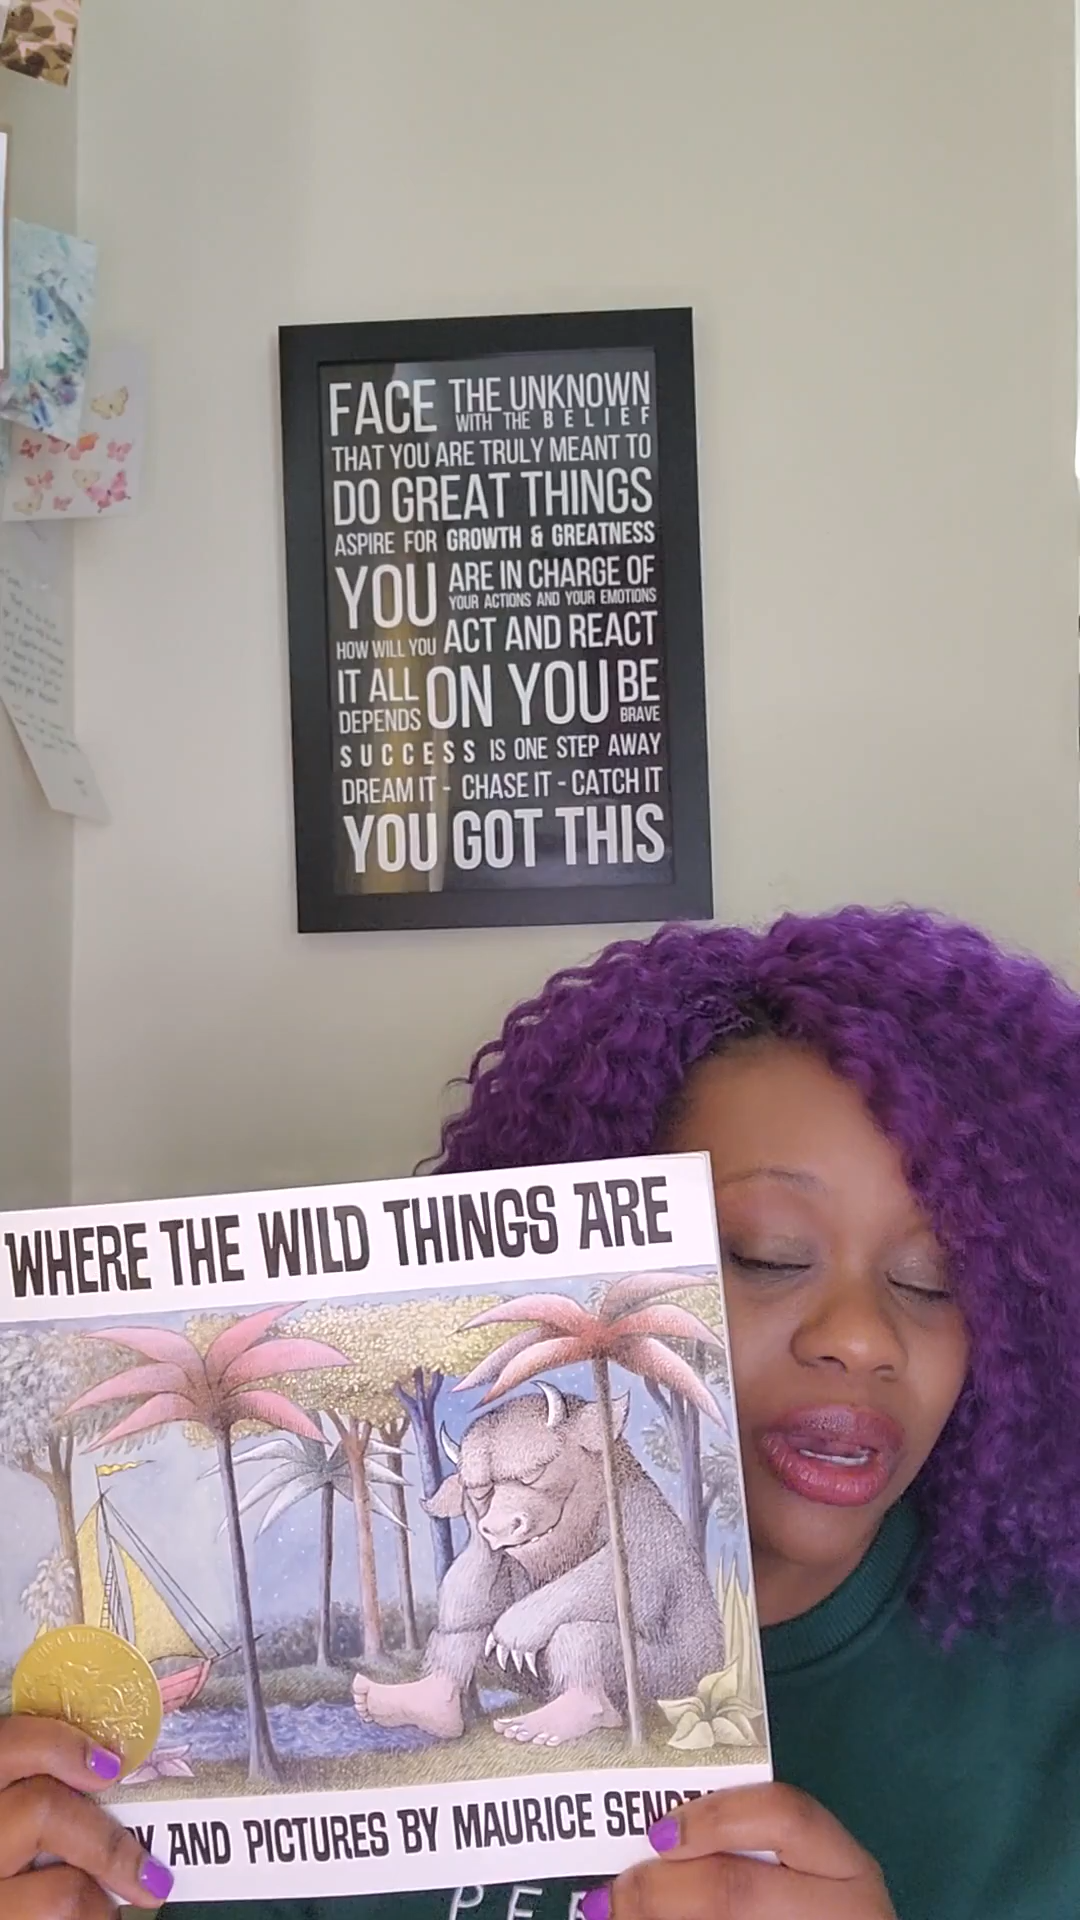 FACE THE UNKNOWN
WITH THE BELIEF
THAT YOU ARE TRULY MEANT TO
DO GREAT THINGS
ASPIRE FOR GROWTH & GREATNESS
YOU ARE IN CHARGE OF
YOUR ACTIONS AND YOUR EMOTIONS
HOW WILL YOU ACT AND REACT
IT ALL DEPENDS ON YOU BE BRAVE
SUCCESS IS ONE STEP AWAY
DREAM IT - CHASE IT - CATCH IT
YOU GOT THIS
WHERE THE WILD THINGS ARE
AND PICTURES BY MAURICE